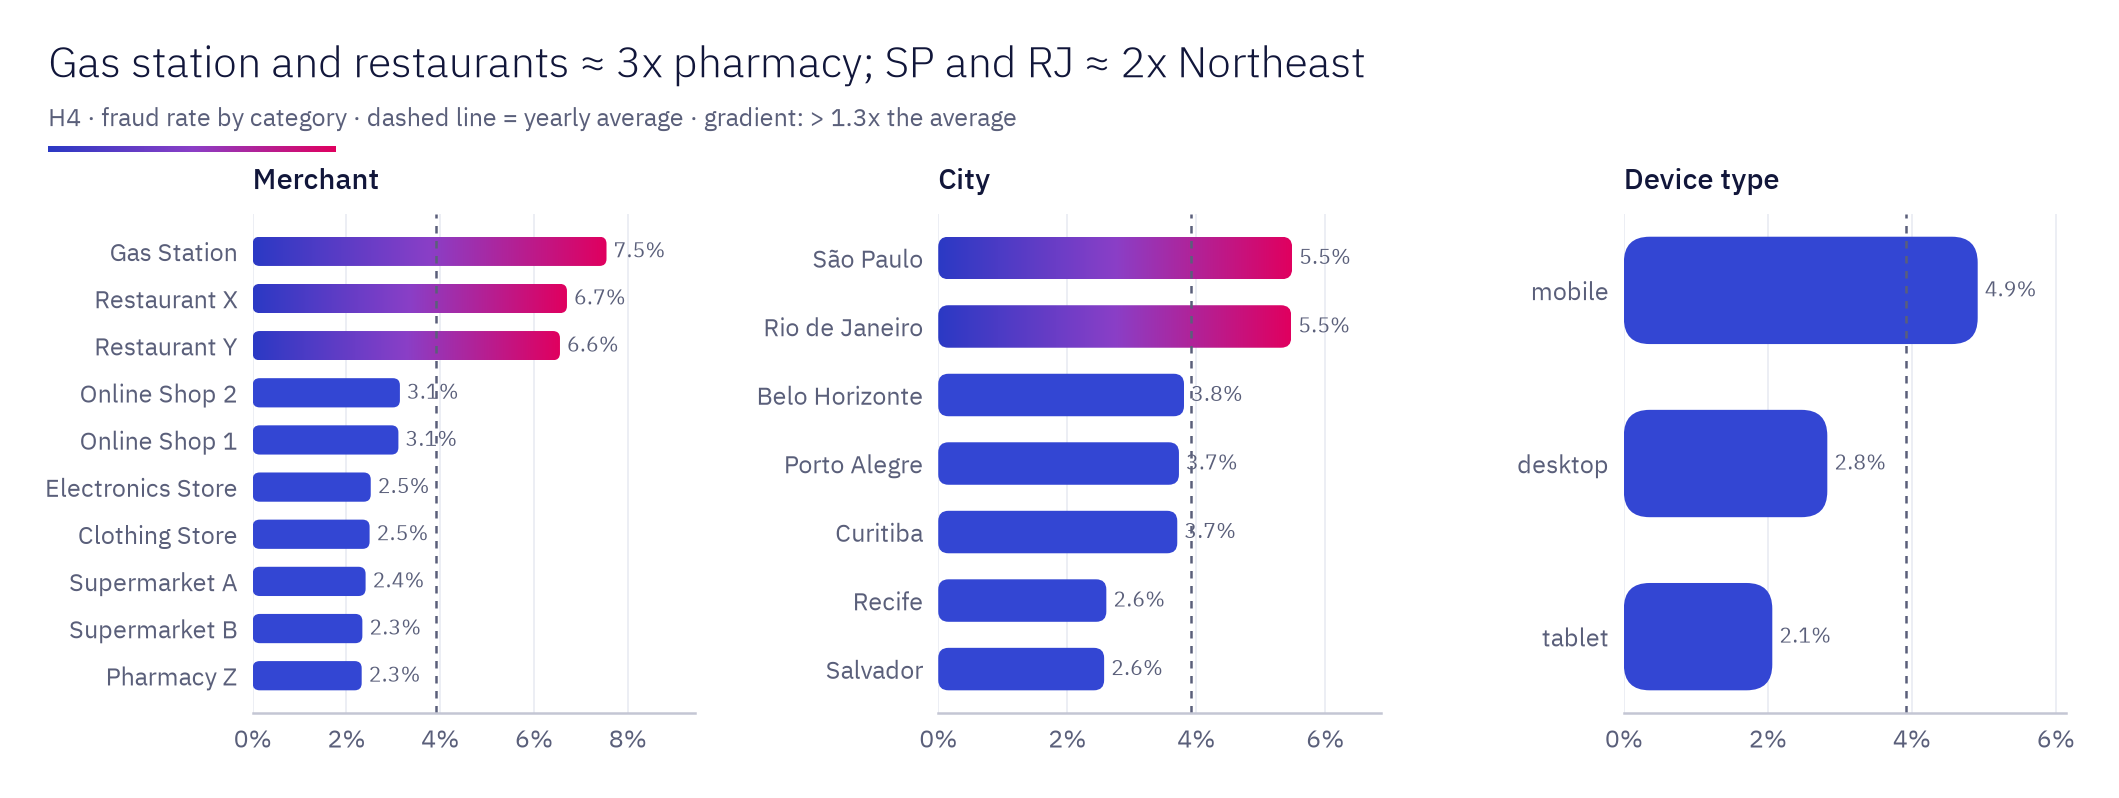 Gas station and restaurants ≈ 3x pharmacy; SP and RJ ≈ 2x Northeast
H4 · fraud rate by category · dashed line = yearly average · gradient: > 1.3x the average
Merchant
Gas Station 7.5%
Restaurant X 6.7%
Restaurant Y 6.6%
Online Shop 2 3.1%
Online Shop 1 3.1%
Electronics Store 2.5%
Clothing Store 2.5%
Supermarket A 2.4%
Supermarket B 2.3%
Pharmacy Z 2.3%
0% 2% 4% 6% 8%
City
São Paulo 5.5%
Rio de Janeiro 5.5%
Belo Horizonte 3.8%
Porto Alegre 3.7%
Curitiba 3.7%
Recife 2.6%
Salvador 2.6%
0% 2% 4% 6%
Device type
mobile 4.9%
desktop 2.8%
tablet 2.1%
0% 2% 4% 6%